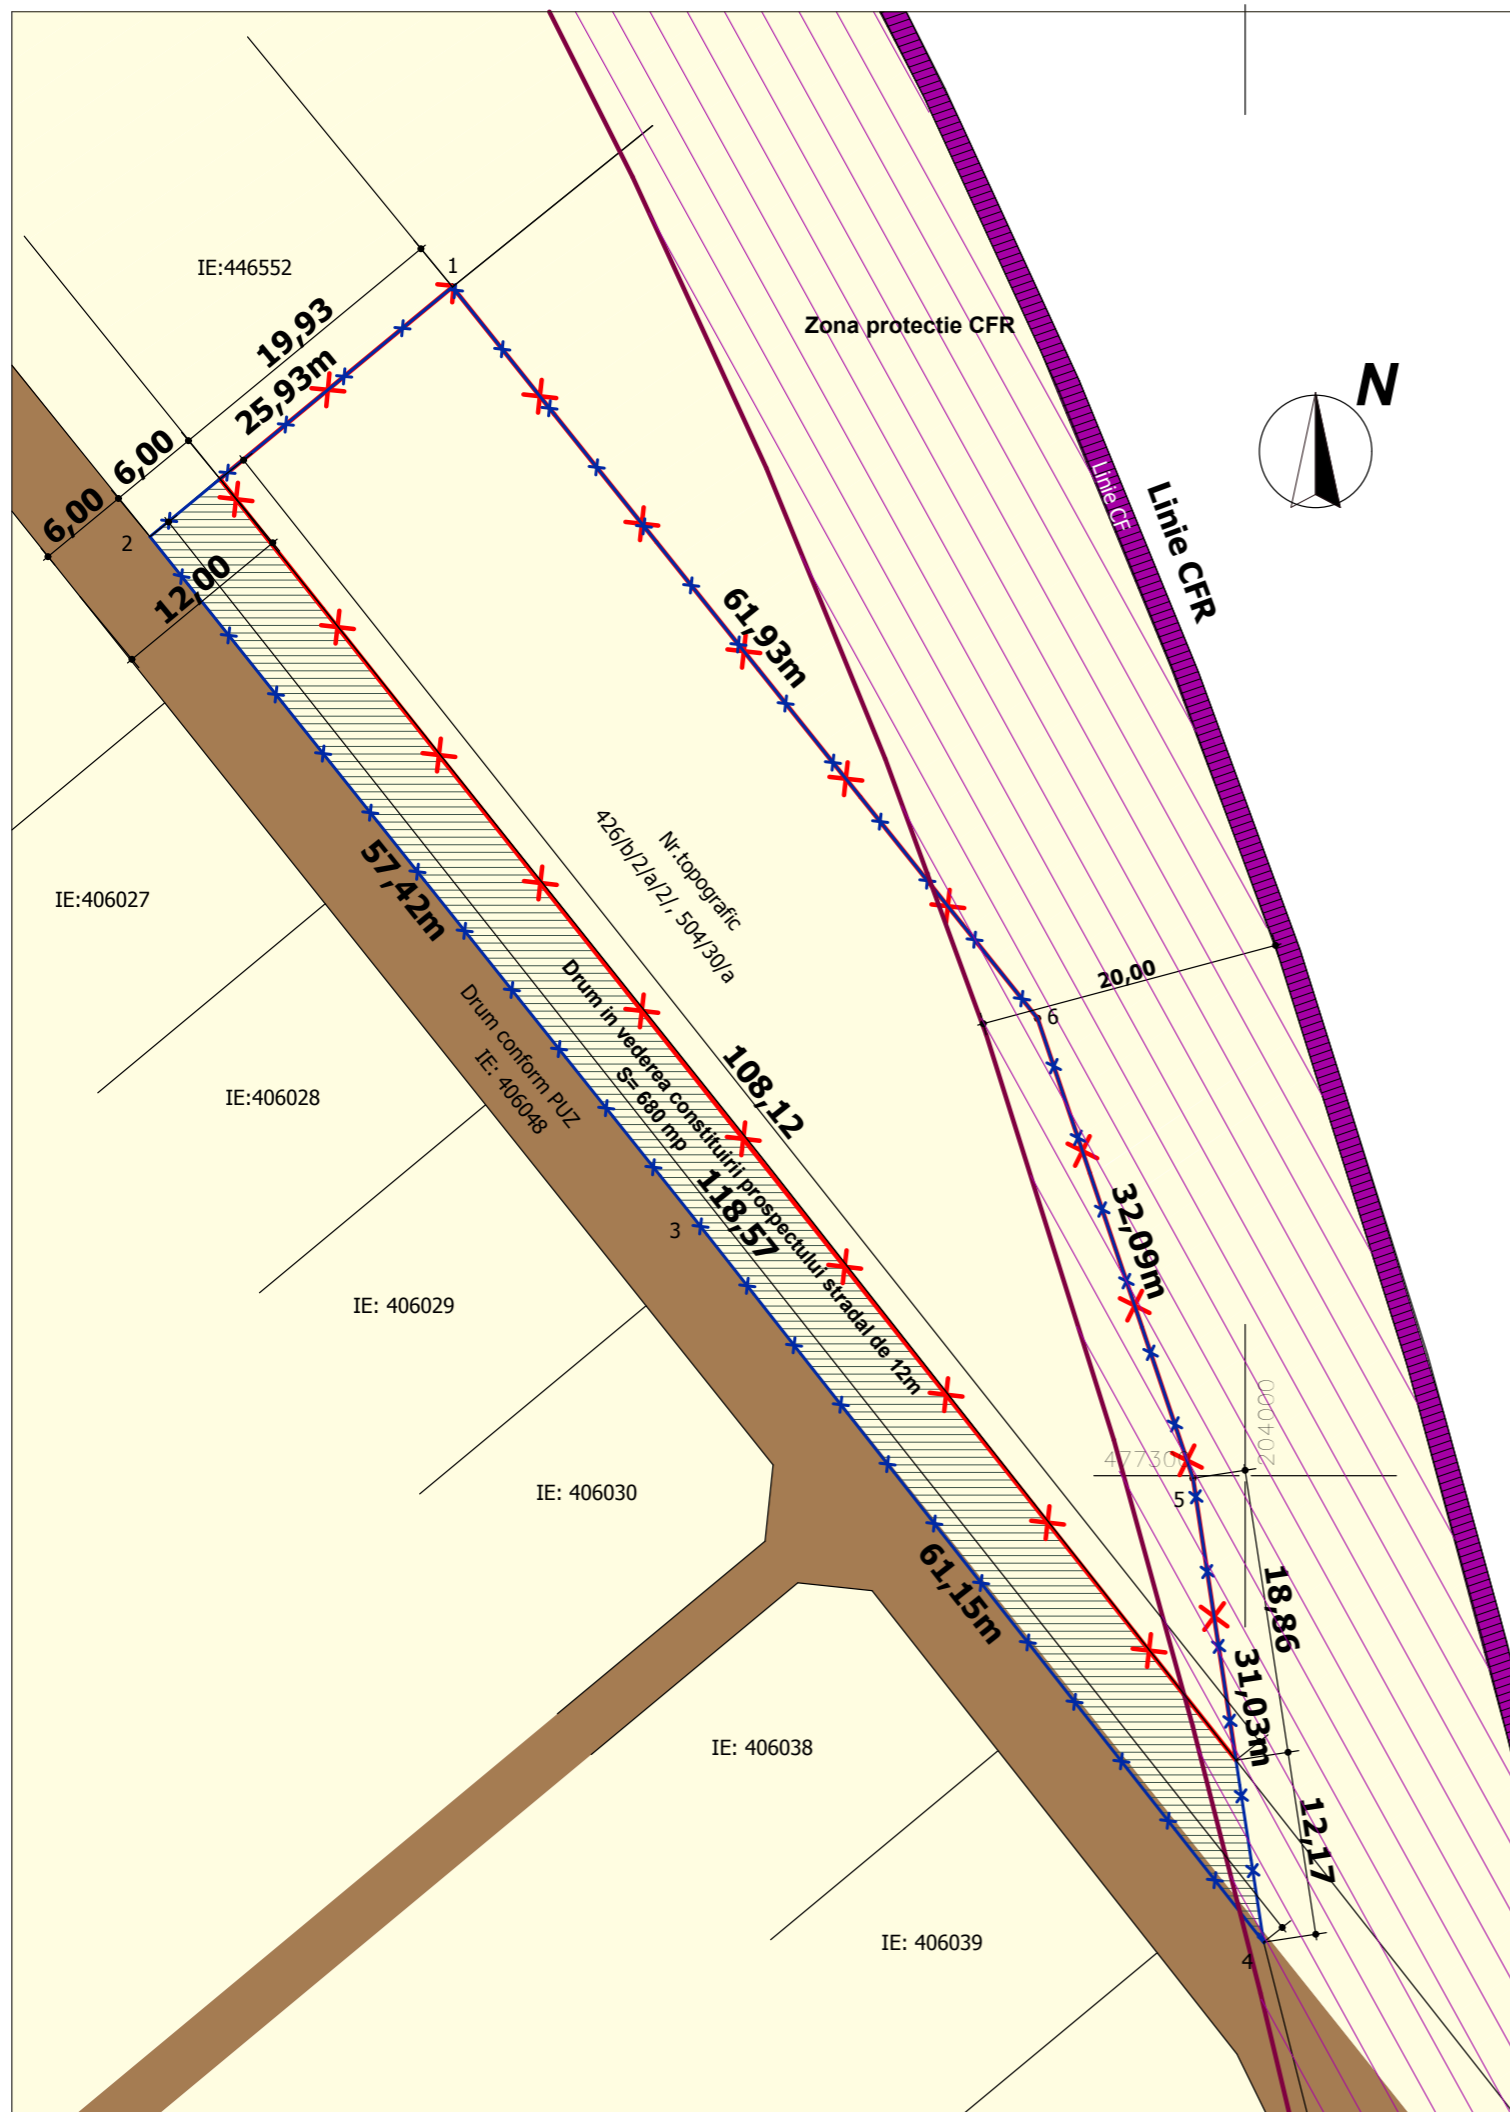 IE:446552
1
19,93
25,93m
Zona protectie CFR
N
6,00
6,00
2
12,00
Linie CF
Linie CFR
61,93m
57,42m
Nr.topografic
426/b/2/a/2/, 504/30/a
IE:406027
20,00
6
Drum conform PUZ
IE: 406048
Drum in vederea constituirii prospectului stradal de 12m
S= 680 mp
108,12
IE:406028
118,57
3
32,09m
IE: 406029
204000
477300
5
IE: 406030
61,15m
18,86
31,03m
IE: 406038
12,17
IE: 406039
4